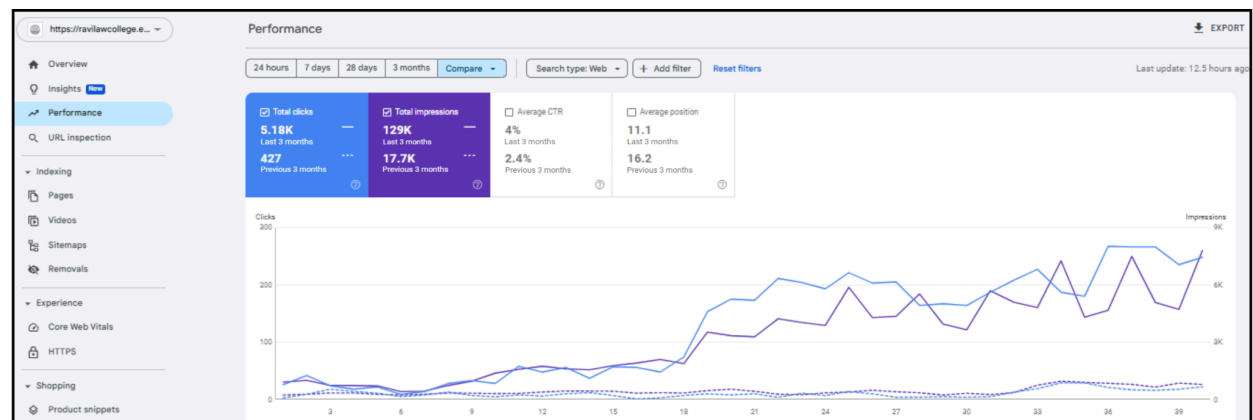 https://ravilawcollege.e...
Performance
EXPORT
24 hours 7 days 28 days 3 months Compare Search type: Web + Add filter Reset filters
Last update: 12.5 hours ago
Overview
Insights New
Performance
URL inspection
Indexing
Pages
Videos
Sitemaps
Removals
Experience
Core Web Vitals
HTTPS
Shopping
Product snippets
Total clicks
5.18K
Last 3 months
427
Previous 3 months
Total impressions
129K
Last 3 months
17.7K
Previous 3 months
Average CTR
4%
Last 3 months
2.4%
Previous 3 months
Average position
11.1
Last 3 months
16.2
Previous 3 months
Clicks Impressions
300 9K
200 6K
100 3K
0 0
3 6 9 12 15 18 21 24 27 30 33 36 39